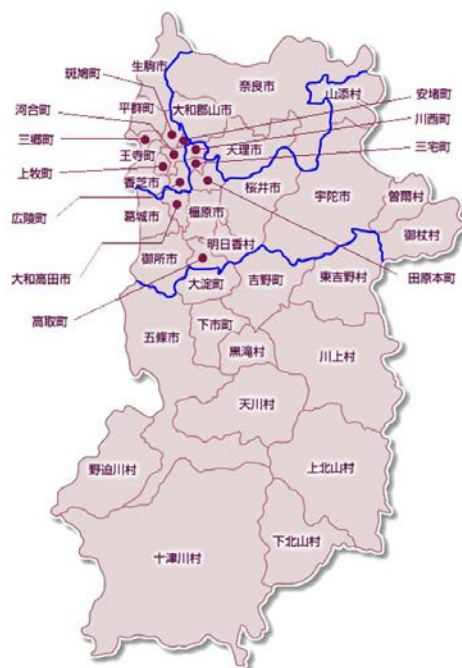 斑鳩町
生駒市
奈良市
山添村
安堵町
平群町
大和郡山市
河合町
川西町
三郷町
王寺町
天理市
三宅町
上牧町
香芝市
桜井市
宇陀市
曽爾村
広陵町
葛城市
橿原市
御杖村
御所市
明日香村
大和高田市
大淀町
吉野町
東吉野村
田原本町
高取町
五條市
下市町
黒滝村
川上村
天川村
野迫川村
上北山村
下北山村
十津川村